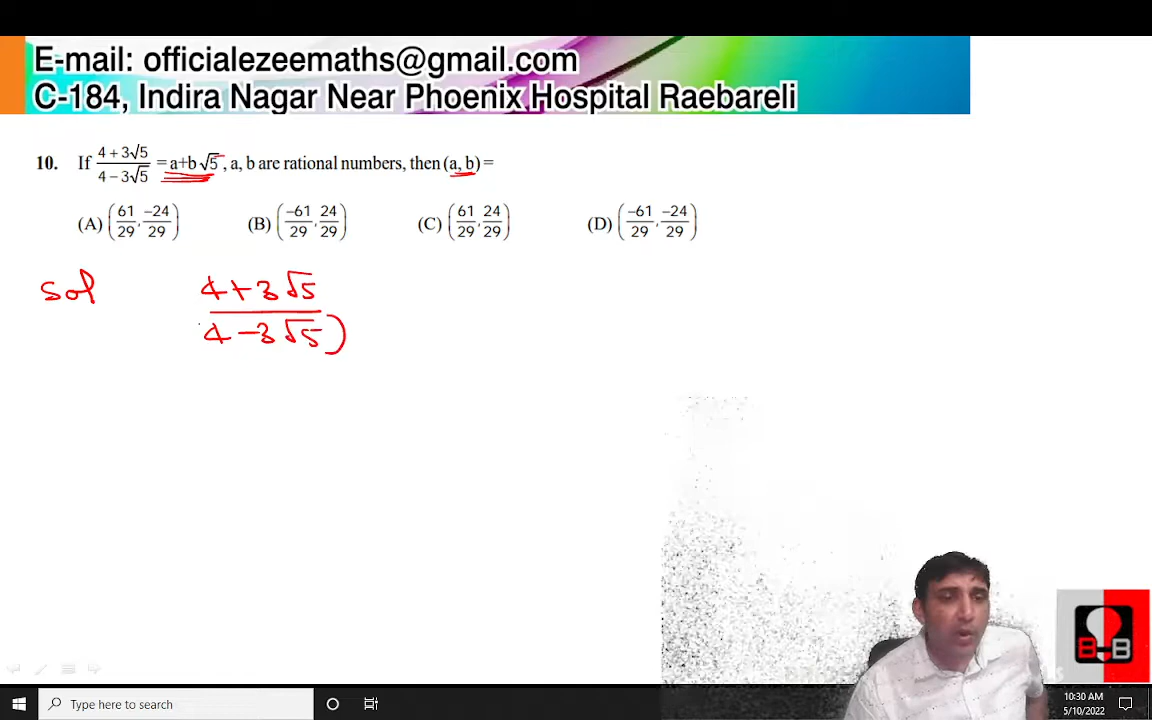 E-mail: officialezeemaths@gmail.com
C-184, Indira Nagar Near Phoenix Hospital Raebareli
10. If (4 + 3√5)/(4 − 3√5) = a+b√5, a, b are rational numbers, then (a, b) =
(A) (61/29, −24/29) (B) (−61/29, 24/29) (C) (61/29, 24/29) (D) (−61/29, −24/29)
Sol
4+3√5
4−3√5)
B B
Type here to search
10:30 AM
5/10/2022